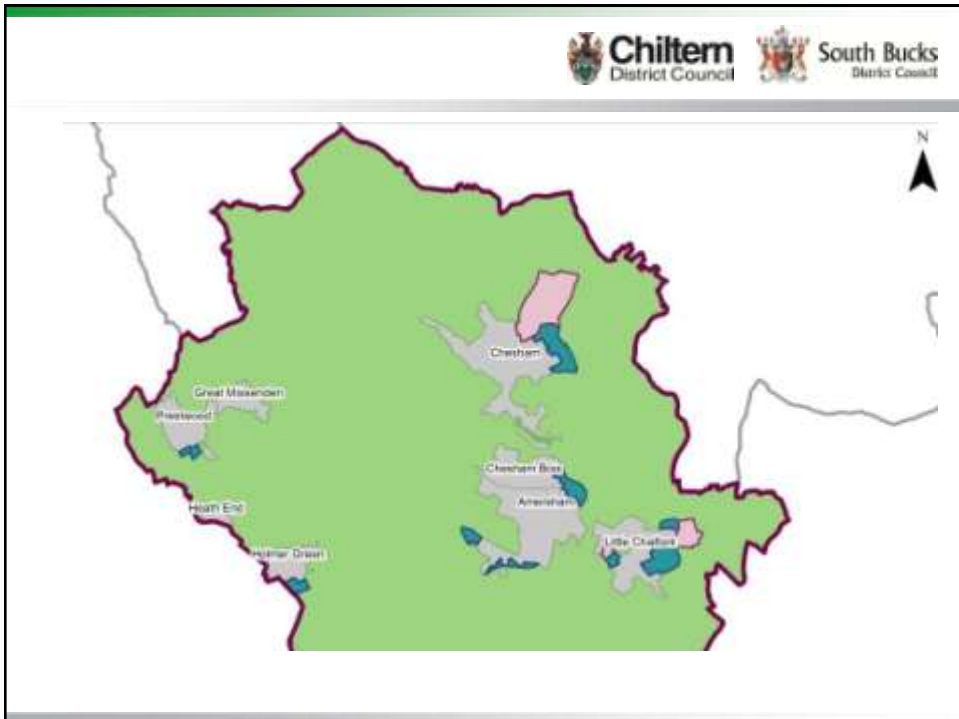 Chiltern
District Council
South Bucks
District Council
N
Chesham
Great Missenden
Prestwood
Chesham Bois
Amersham
Heath End
Little Chalfont
Holmer Green